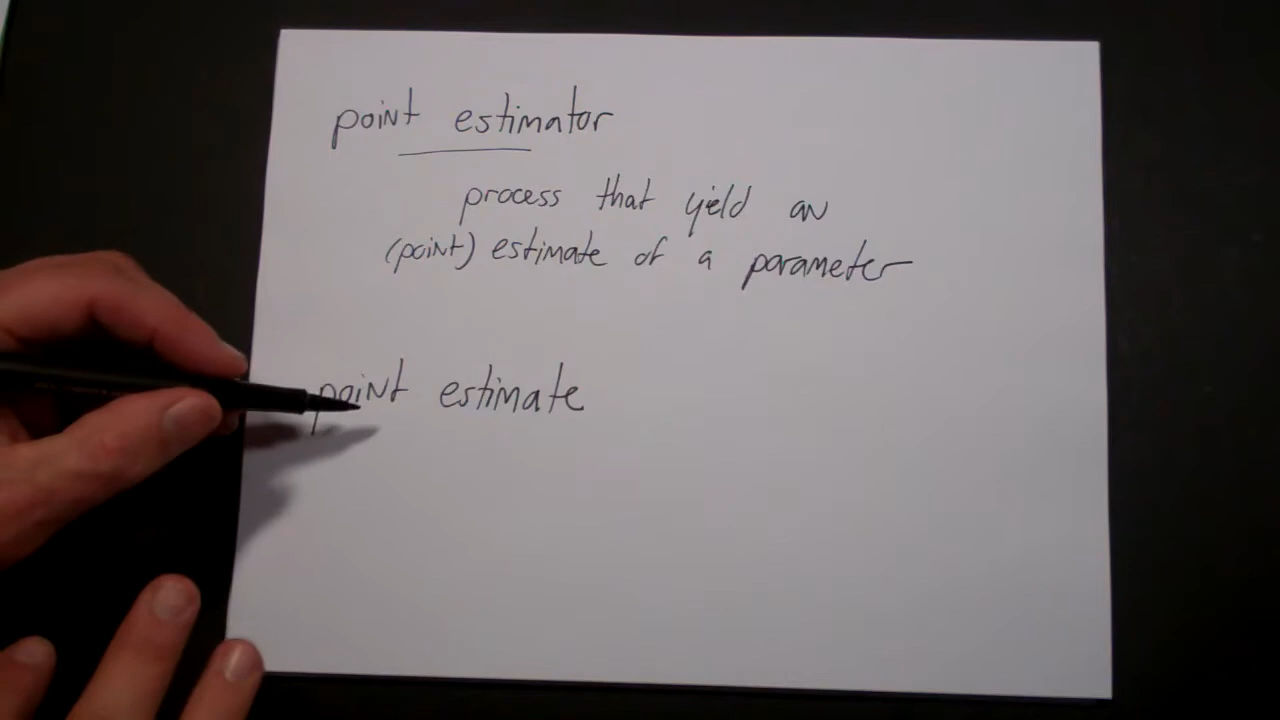 point estimator
process that yield an
(point) estimate of a parameter
point estimate